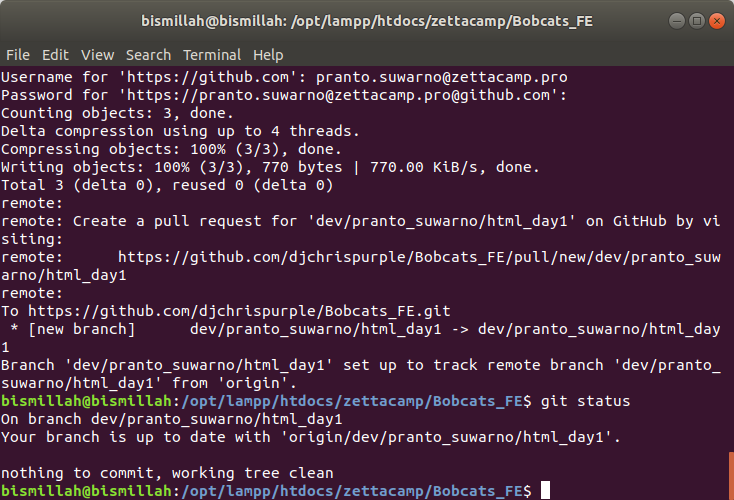 bismillah@bismillah: /opt/lampp/htdocs/zettacamp/Bobcats_FE
File Edit View Search Terminal Help
Username for 'https://github.com': pranto.suwarno@zettacamp.pro
Password for 'https://pranto.suwarno@zettacamp.pro@github.com':
Counting objects: 3, done.
Delta compression using up to 4 threads.
Compressing objects: 100% (3/3), done.
Writing objects: 100% (3/3), 770 bytes | 770.00 KiB/s, done.
Total 3 (delta 0), reused 0 (delta 0)
remote:
remote: Create a pull request for 'dev/pranto_suwarno/html_day1' on GitHub by vi
siting:
remote:      https://github.com/djchrispurple/Bobcats_FE/pull/new/dev/pranto_suw
arno/html_day1
remote:
To https://github.com/djchrispurple/Bobcats_FE.git
 * [new branch]      dev/pranto_suwarno/html_day1 -> dev/pranto_suwarno/html_day
1
Branch 'dev/pranto_suwarno/html_day1' set up to track remote branch 'dev/pranto_
suwarno/html_day1' from 'origin'.
bismillah@bismillah:/opt/lampp/htdocs/zettacamp/Bobcats_FE$ git status
On branch dev/pranto_suwarno/html_day1
Your branch is up to date with 'origin/dev/pranto_suwarno/html_day1'.

nothing to commit, working tree clean
bismillah@bismillah:/opt/lampp/htdocs/zettacamp/Bobcats_FE$